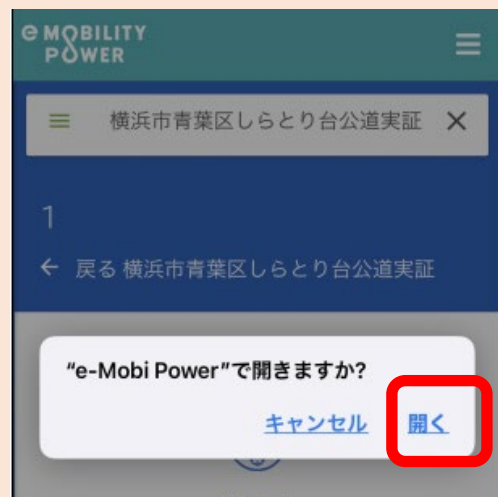 e MOBILITY
POWER
横浜市青葉区しらとり台公道実証
1
戻る 横浜市青葉区しらとり台公道実証
“e-Mobi Power”で開きますか?
キャンセル 開く